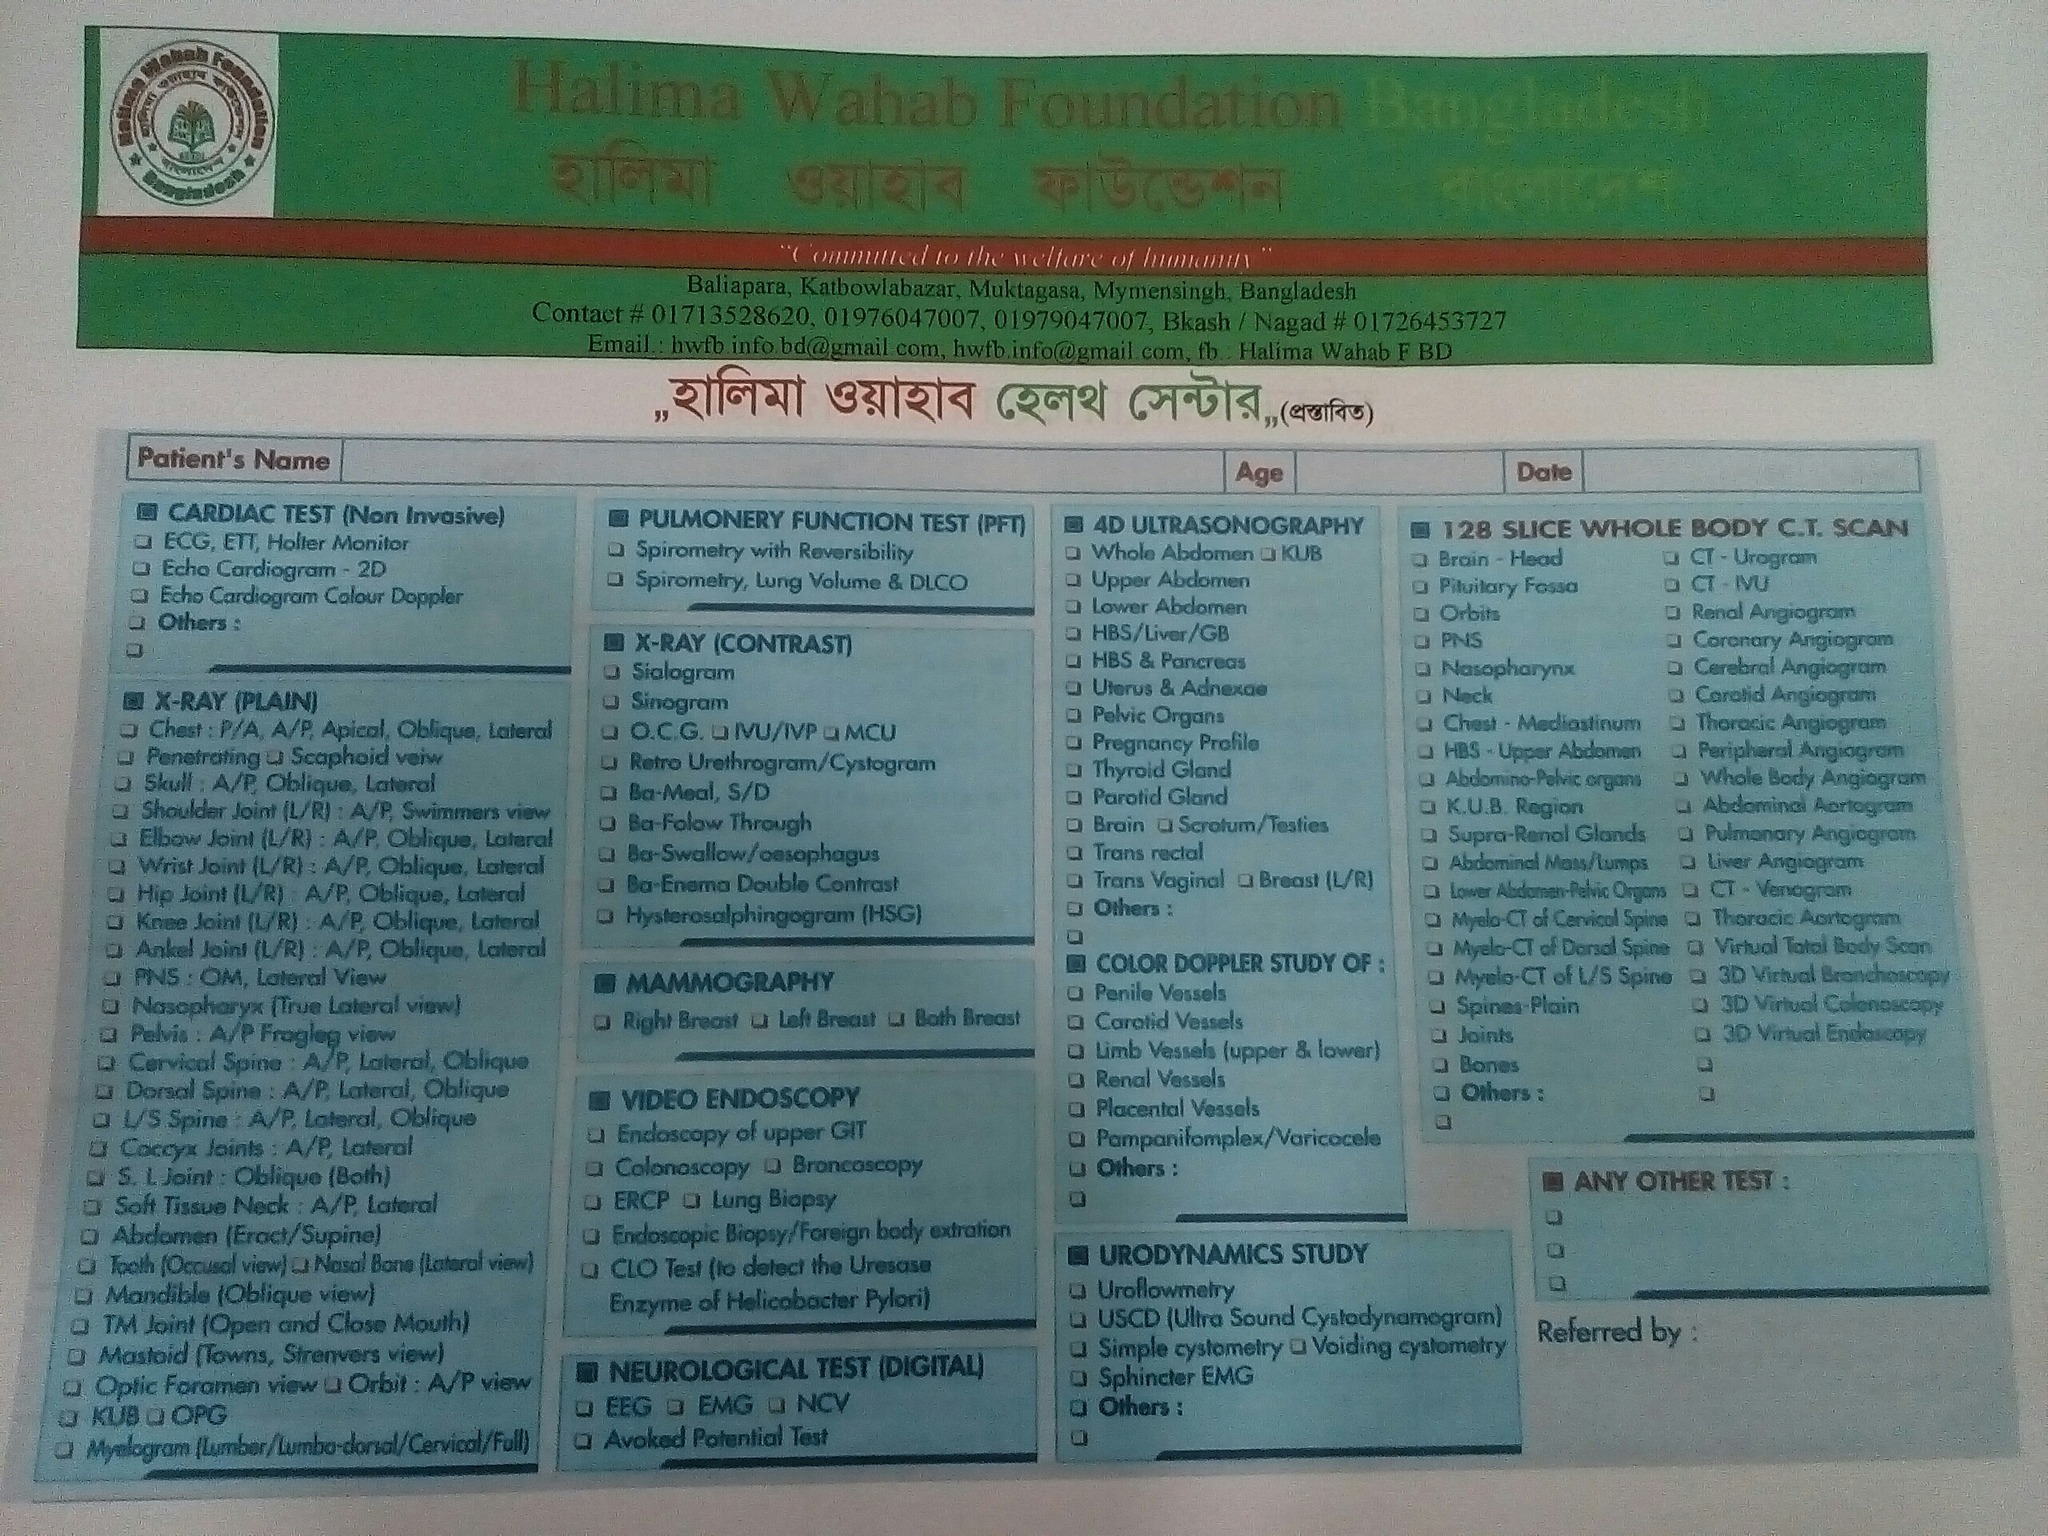 Halima Wahab Foundation
হালিমা ওয়াহাব ফাউন্ডেশন
বাংলাদেশ
Bangladesh
Halima Wahab Foundation Bangladesh
হালিমা ওয়াহাব ফাউন্ডেশন বাংলাদেশ
"Committed to the welfare of humanity"
Baliapara, Katbowlabazar, Muktagasa, Mymensingh, Bangladesh
Contact # 01713528620, 01976047007, 01979047007, Bkash / Nagad # 01726453727
Email.: hwfb.info.bd@gmail.com, hwfb.info@gmail.com, fb.: Halima Wahab F BD
„হালিমা ওয়াহাব হেলথ সেন্টার„(প্রস্তাবিত)
Patient's Name Age Date
CARDIAC TEST (Non Invasive)
ECG, ETT, Holter Monitor
Echo Cardiogram - 2D
Echo Cardiogram Colour Doppler
Others :
X-RAY (PLAIN)
Chest : P/A, A/P, Apical, Oblique, Lateral
Penetrating Scaphoid veiw
Skull : A/P, Oblique, Lateral
Shoulder Joint (L/R) : A/P, Swimmers view
Elbow Joint (L/R) : A/P, Oblique, Lateral
Wrist Joint (L/R) : A/P, Oblique, Lateral
Hip Joint (L/R) : A/P, Oblique, Lateral
Knee Joint (L/R) : A/P, Oblique, Lateral
Ankel Joint (L/R) : A/P, Oblique, Lateral
PNS : OM, Lateral View
Nasopharyx (True Lateral view)
Pelvis : A/P Frogleg view
Cervical Spine : A/P, Lateral, Oblique
Dorsal Spine : A/P, Lateral, Oblique
L/S Spine : A/P, Lateral, Oblique
Coccyx Joints : A/P, Lateral
S. L Joint : Oblique (Both)
Soft Tissue Neck : A/P, Lateral
Abdomen (Eract/Supine)
Tooth (Occusal view) Nasal Bone (Lateral view)
Mandible (Oblique view)
TM Joint (Open and Close Mouth)
Mastoid (Towns, Strenvers view)
Optic Foramen view Orbit : A/P view
KUB OPG
Myelogram (Lumber/Lumbo-dorsal/Cervical/Full)
PULMONERY FUNCTION TEST (PFT)
Spirometry with Reversibility
Spirometry, Lung Volume & DLCO
X-RAY (CONTRAST)
Sialogram
Sinogram
O.C.G. IVU/IVP MCU
Retro Urethrogram/Cystogram
Ba-Meal, S/D
Ba-Folow Through
Ba-Swallow/oesophagus
Ba-Enema Double Contrast
Hysterosalphingogram (HSG)
MAMMOGRAPHY
Right Breast Left Breast Both Breast
VIDEO ENDOSCOPY
Endoscopy of upper GIT
Colonoscopy Broncoscopy
ERCP Lung Biopsy
Endoscopic Biopsy/Foreign body extration
CLO Test (to detect the Uresase
Enzyme of Helicobacter Pylori)
NEUROLOGICAL TEST (DIGITAL)
EEG EMG NCV
Avoked Potential Test
4D ULTRASONOGRAPHY
Whole Abdomen KUB
Upper Abdomen
Lower Abdomen
HBS/Liver/GB
HBS & Pancreas
Uterus & Adnexae
Pelvic Organs
Pregnancy Profile
Thyroid Gland
Parotid Gland
Brain Scrotum/Testies
Trans rectal
Trans Vaginal Breast (L/R)
Others :
COLOR DOPPLER STUDY OF :
Penile Vessels
Carotid Vessels
Limb Vessels (upper & lower)
Renal Vessels
Placental Vessels
Pampanifomplex/Varicocele
Others :
URODYNAMICS STUDY
Uroflowmetry
USCD (Ultra Sound Cystodynamogram)
Simple cystometry Voiding cystometry
Sphincter EMG
Others :
128 SLICE WHOLE BODY C.T. SCAN
Brain - Head
Pituitary Fossa
Orbits
PNS
Nasopharynx
Neck
Chest - Mediastinum
HBS - Upper Abdomen
Abdomino-Pelvic organs
K.U.B. Region
Supra-Renal Glands
Abdominal Mass/Lumps
Lower Abdomen-Pelvic Organs
Myelo-CT of Cervical Spine
Myelo-CT of Dorsal Spine
Myelo-CT of L/S Spine
Spines-Plain
Joints
Bones
Others :
CT - Urogram
CT - IVU
Renal Angiogram
Coronary Angiogram
Cerebral Angiogram
Carotid Angiogram
Thoracic Angiogram
Peripheral Angiogram
Whole Body Angiogram
Abdominal Aortogram
Pulmonary Angiogram
Liver Angiogram
CT - Venogram
Thoracic Aortogram
Virtual Total Body Scan
3D Virtual Bronchoscopy
3D Virtual Colonoscopy
3D Virtual Endoscopy
ANY OTHER TEST :
Referred by :